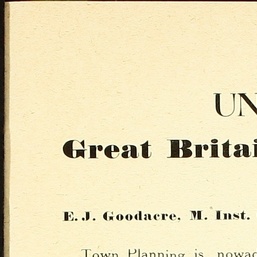 UN
Great Britai
E. J. Goodacre, M. Inst.
Town Planning is nowad